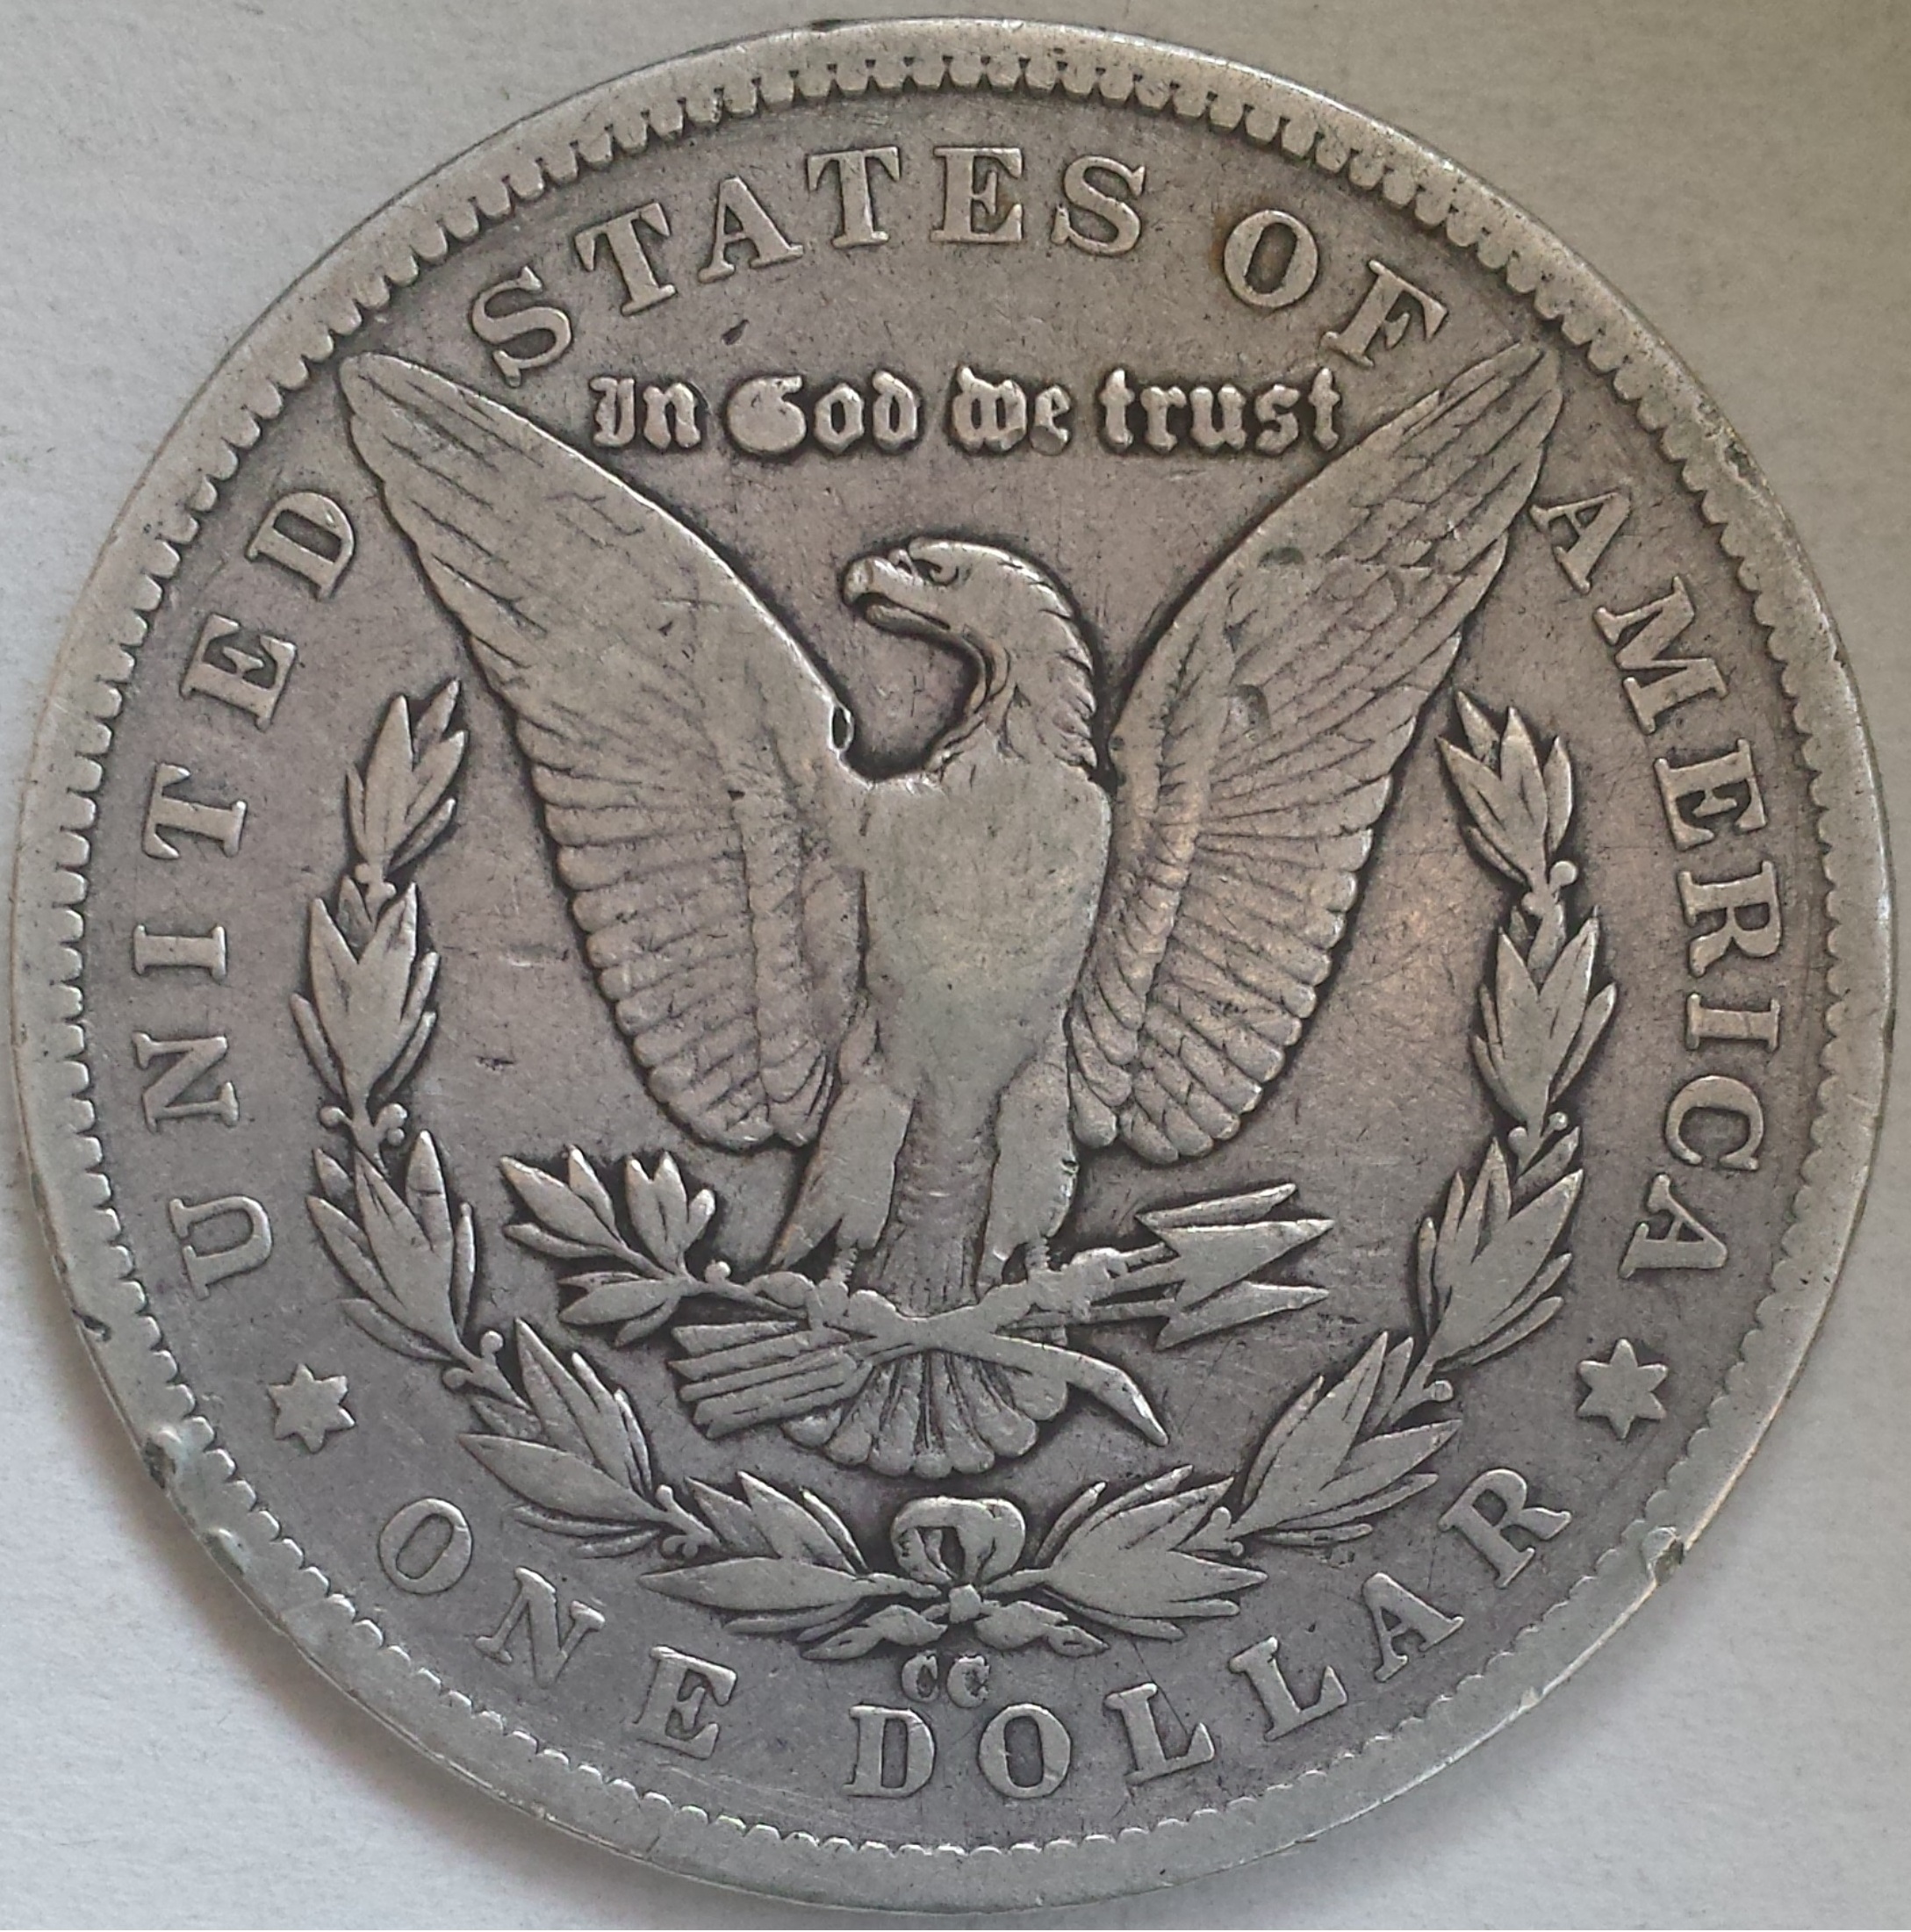 UNITED STATES OF AMERICA
In God we trust
CC
ONE DOLLAR